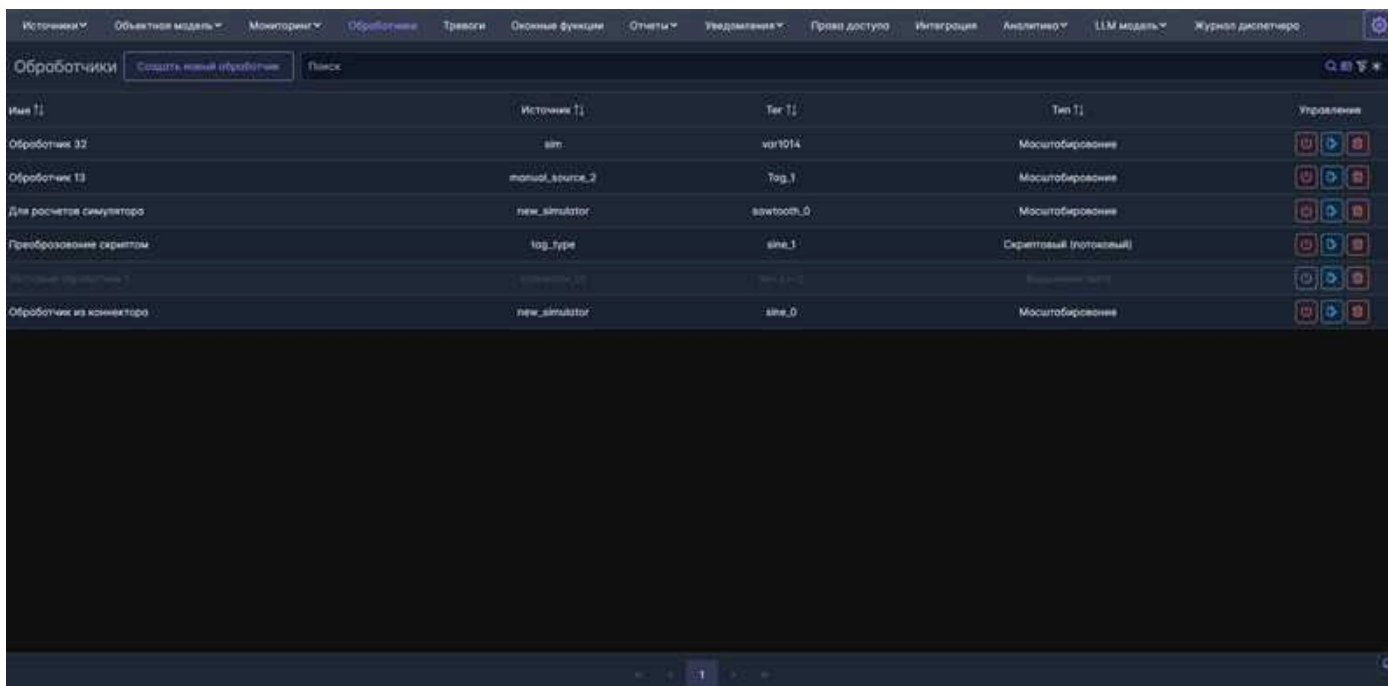 Источники Объектная модель Мониторинг Обработчики Тревоги Оконные функции Отчеты Уведомления Права доступа Интеграция Аналитика LLM модель Журнал диспетчера
Обработчики Создать новый обработчик Поиск
Имя Источник Тег Тип Управление
Обработчик 32 sim var1014 Масштабирование
Обработчик 13 manual_source_2 Tag_1 Масштабирование
Для расчетов симулятора new_simulator sawtooth_0 Масштабирование
Преобразование скриптом tag_type sine_1 Скриптовый (потоковый)
Обработчик из коннектора new_simulator sine_0 Масштабирование
1